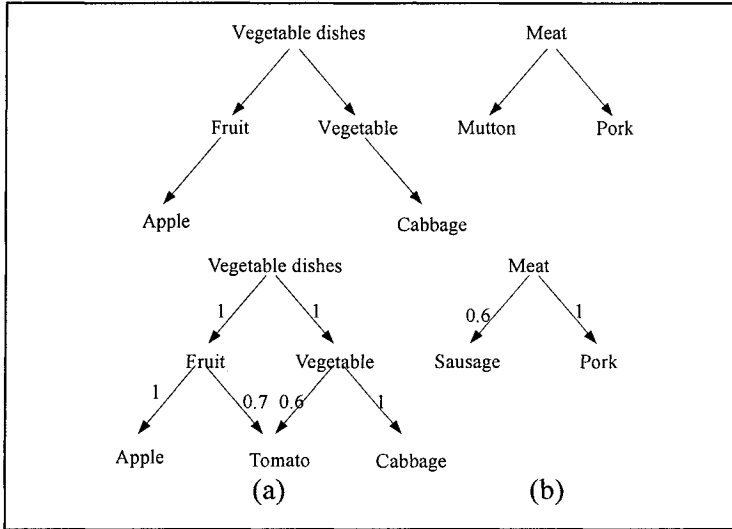 Vegetable dishes Meat
Fruit Vegetable Mutton Pork
Apple Cabbage
Vegetable dishes Meat
1 1 0.6 1
Fruit Vegetable Sausage Pork
1 0.7 0.6 1
Apple Tomato Cabbage
(a) (b)